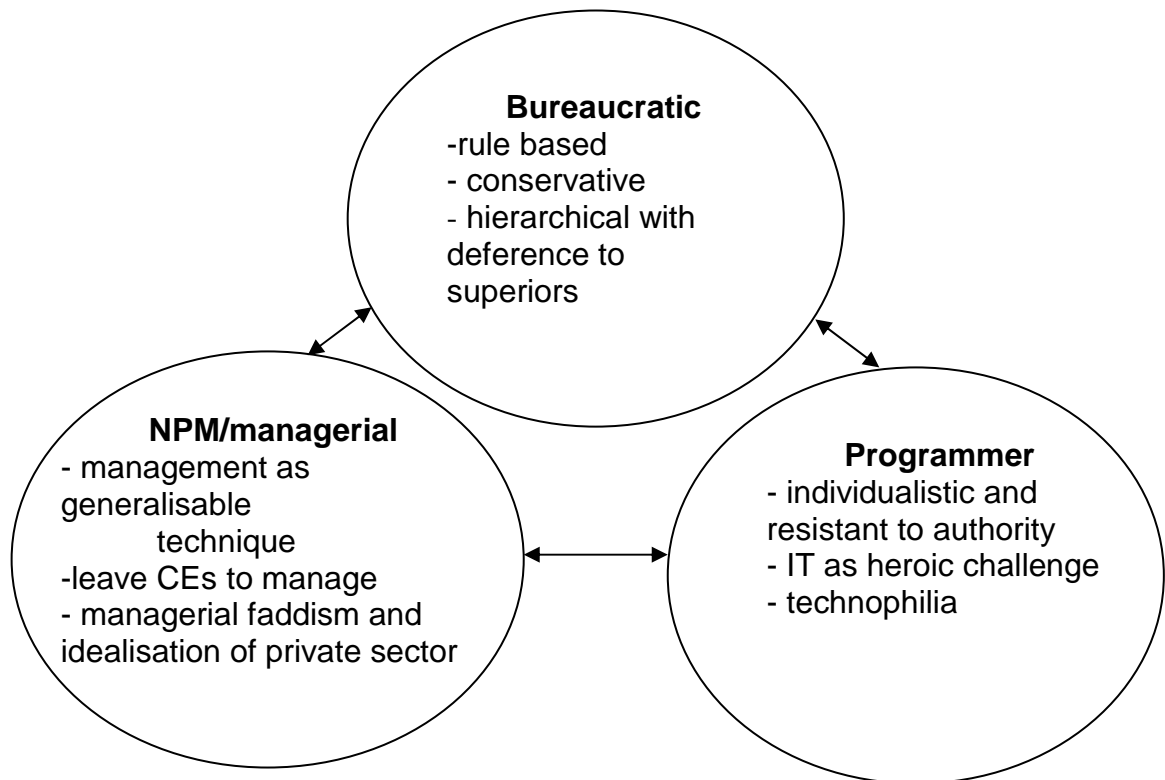 Bureaucratic
-rule based
- conservative
- hierarchical with
deference to
superiors
NPM/managerial
- management as
generalisable
technique
-leave CEs to manage
- managerial faddism and
idealisation of private sector
Programmer
- individualistic and
resistant to authority
- IT as heroic challenge
- technophilia